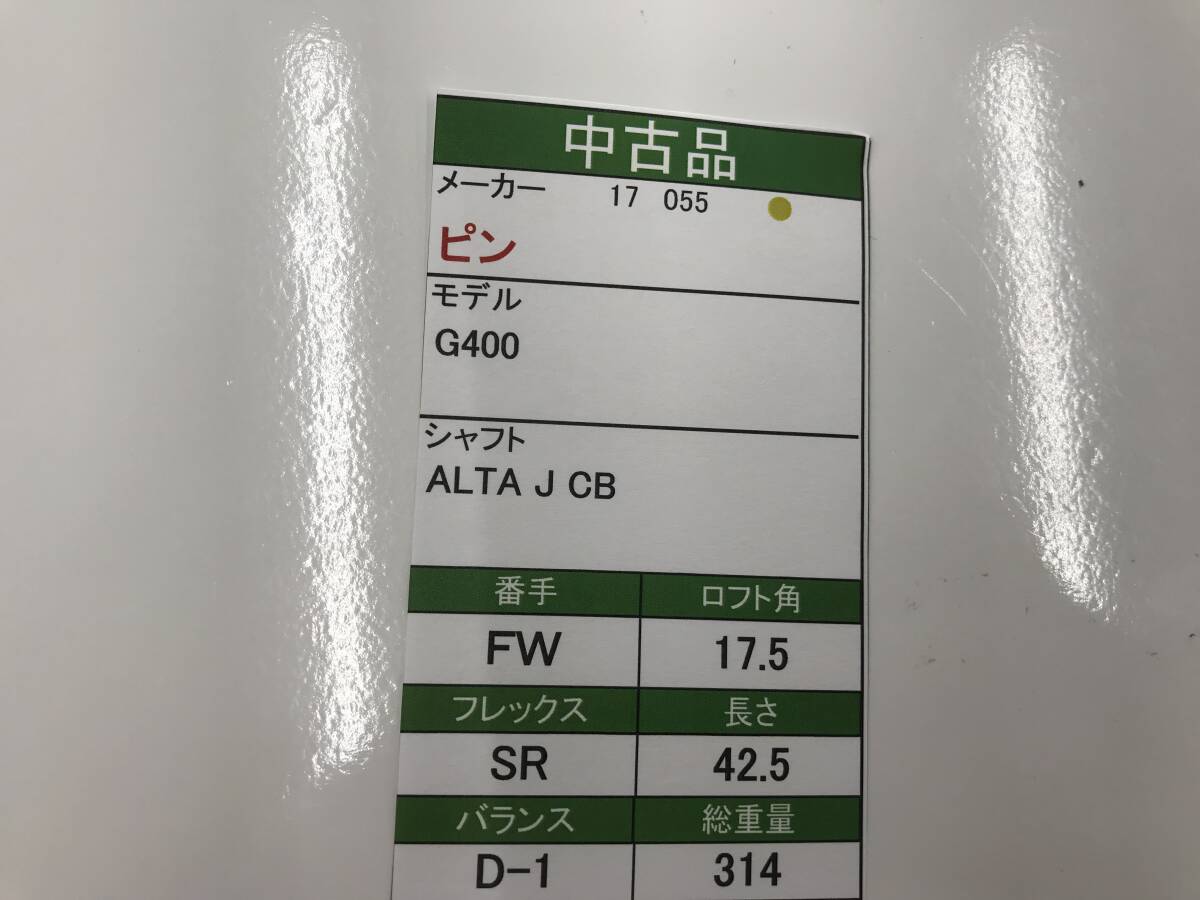 中古品
メーカー 17 055
ピン
モデル
G400
シャフト
ALTA J CB
番手 ロフト角
FW 17.5
フレックス 長さ
SR 42.5
バランス 総重量
D-1 314